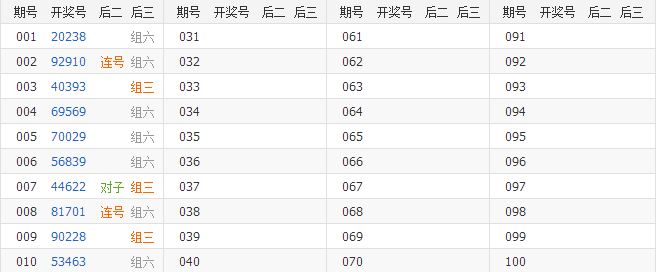 期号 开奖号 后二 后三 期号 开奖号 后二 后三 期号 开奖号 后二 后三 期号 开奖号 后二 后三
001 20238 组六 031 061 091
002 92910 连号 组六 032 062 092
003 40393 组三 033 063 093
004 69569 组六 034 064 094
005 70029 组六 035 065 095
006 56839 组六 036 066 096
007 44622 对子 组三 037 067 097
008 81701 连号 组六 038 068 098
009 90228 组三 039 069 099
010 53463 组六 040 070 100